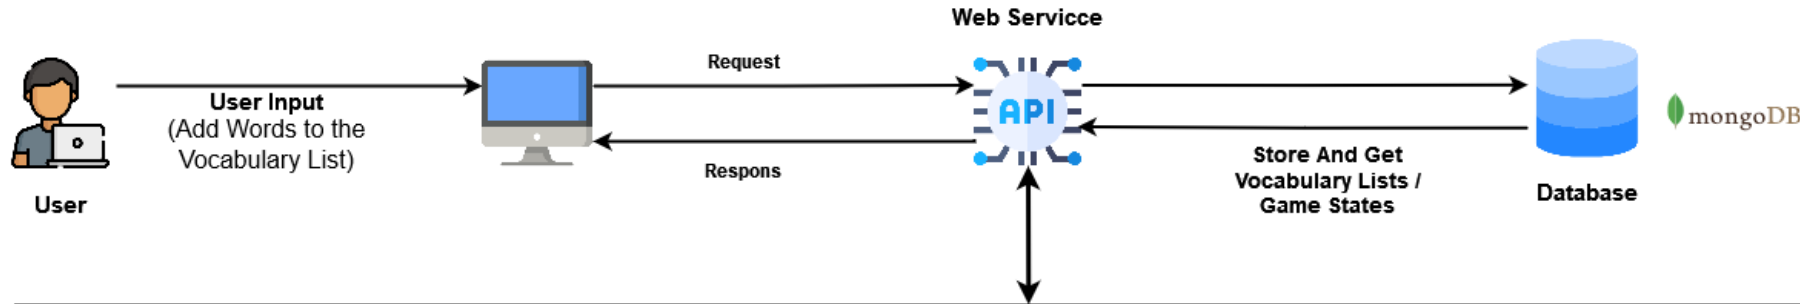 Web Servicce
Request
User Input
(Add Words to the
Vocabulary List)
API
mongoDB
Respons
Store And Get
Vocabulary Lists /
Game States
User
Database